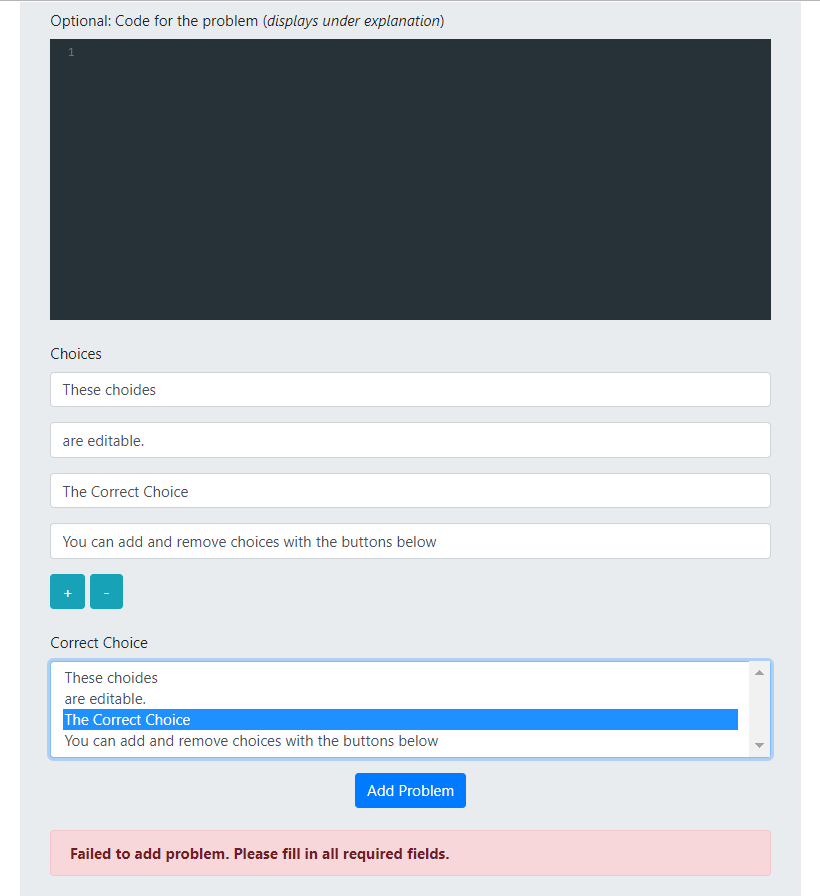 Optional: Code for the problem (displays under explanation)
1
Choices
These choides
are editable.
The Correct Choice
You can add and remove choices with the buttons below
+ -
Correct Choice
These choides
are editable.
The Correct Choice
You can add and remove choices with the buttons below
Add Problem
Failed to add problem. Please fill in all required fields.